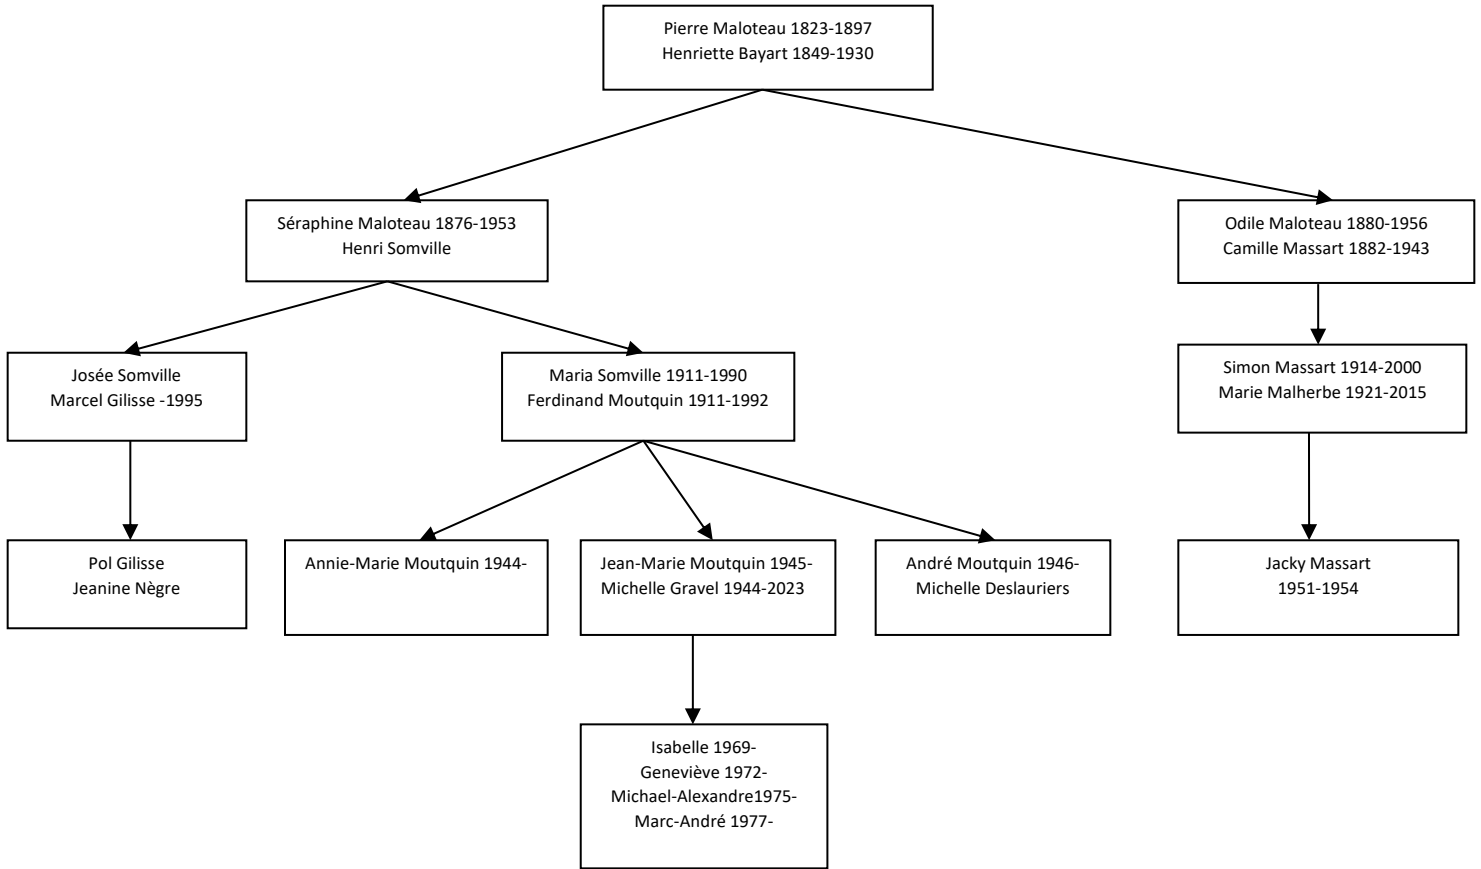 Pierre Maloteau 1823-1897
Henriette Bayart 1849-1930
Séraphine Maloteau 1876-1953
Henri Somville
Odile Maloteau 1880-1956
Camille Massart 1882-1943
Josée Somville
Marcel Gilisse -1995
Maria Somville 1911-1990
Ferdinand Moutquin 1911-1992
Simon Massart 1914-2000
Marie Malherbe 1921-2015
Pol Gilisse
Jeanine Nègre
Annie-Marie Moutquin 1944-
Jean-Marie Moutquin 1945-
Michelle Gravel 1944-2023
André Moutquin 1946-
Michelle Deslauriers
Jacky Massart
1951-1954
Isabelle 1969-
Geneviève 1972-
Michael-Alexandre1975-
Marc-André 1977-